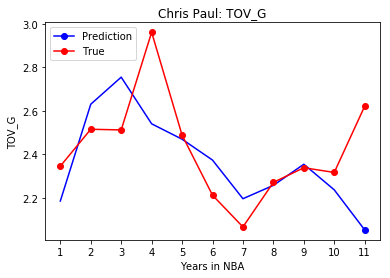 Chris Paul: TOV_G
Prediction
True
TOV_G
3.0
2.8
2.6
2.4
2.2
1 2 3 4 5 6 7 8 9 10 11
Years in NBA